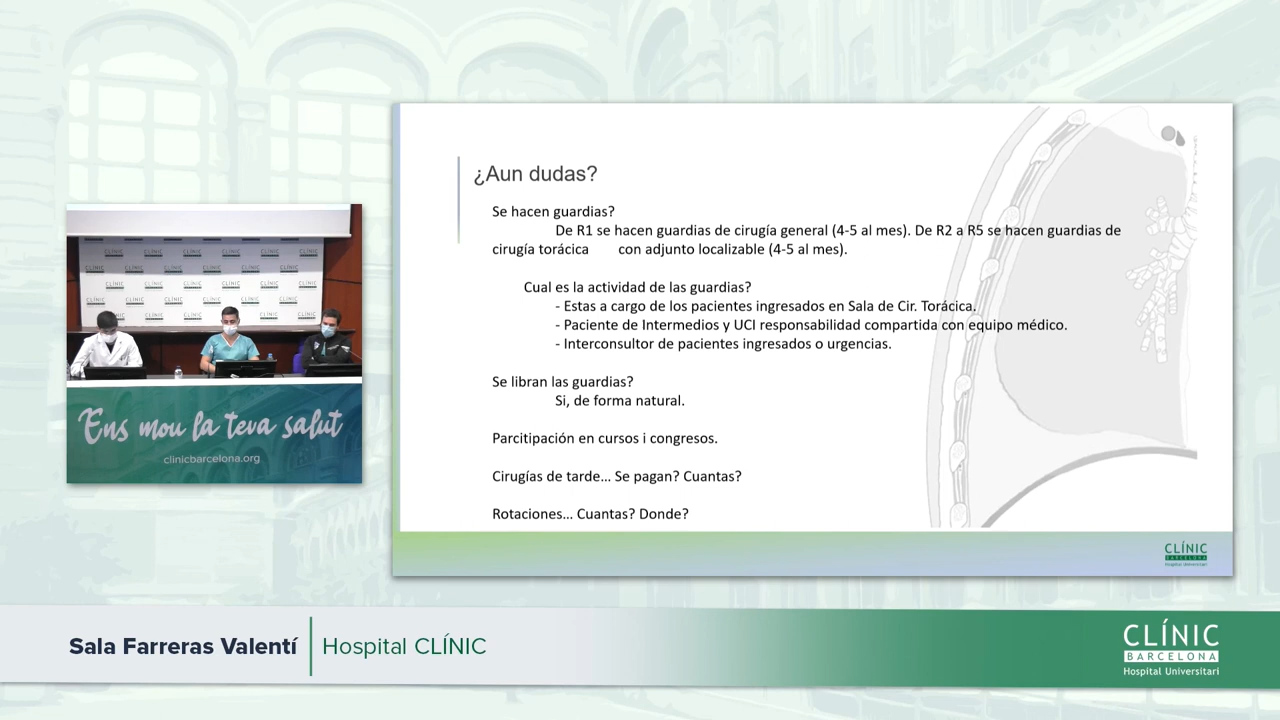 ¿Aun dudas?
Se hacen guardias?
De R1 se hacen guardias de cirugía general (4-5 al mes). De R2 a R5 se hacen guardias de
cirugía torácica con adjunto localizable (4-5 al mes).
Cual es la actividad de las guardias?
- Estas a cargo de los pacientes ingresados en Sala de Cir. Torácica.
- Paciente de Intermedios y UCI responsabilidad compartida con equipo médico.
- Interconsultor de pacientes ingresados o urgencias.
Se libran las guardias?
Si, de forma natural.
Parcitipación en cursos i congresos.
Cirugías de tarde... Se pagan? Cuantas?
Rotaciones... Cuantas? Donde?
CLÍNIC
BARCELONA
Hospital Universitari
Ens mou la teva salut
clinicbarcelona.org
Sala Farreras Valentí
Hospital CLÍNIC
CLÍNIC
BARCELONA
Hospital Universitari